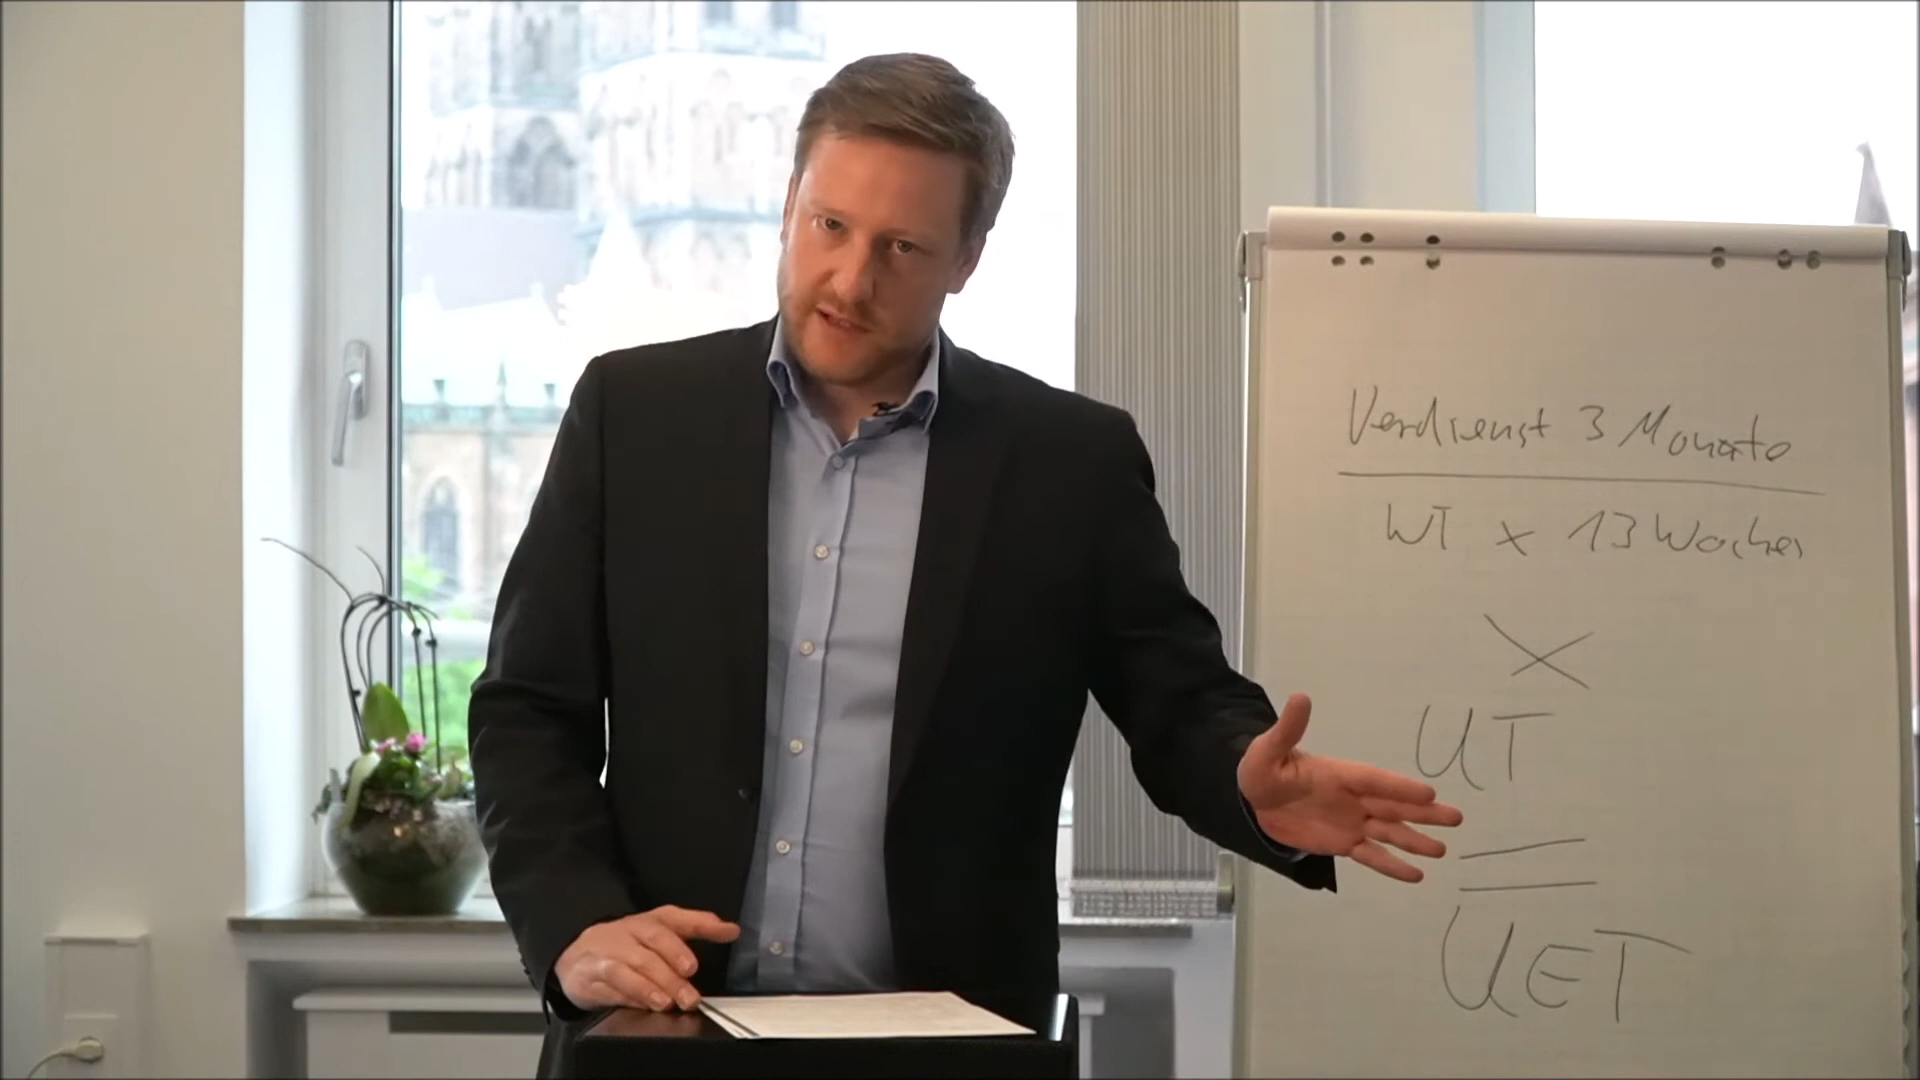 Verdienst 3 Monate
WT x 13 Wochen
X
UT
=
UET